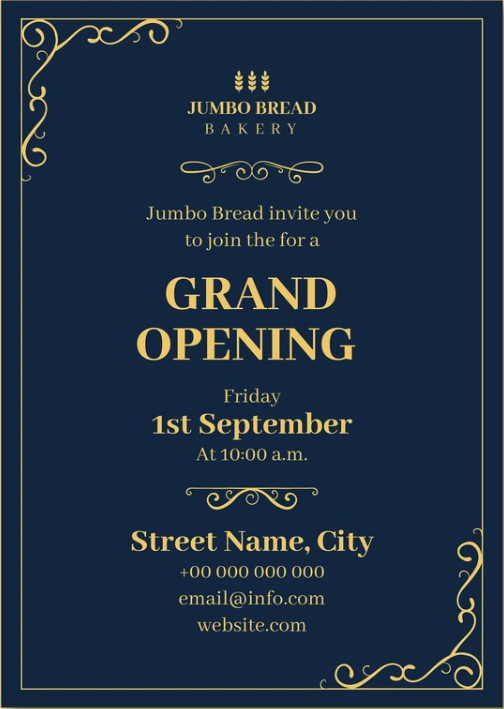 JUMBO BREAD
BAKERY
Jumbo Bread invite you
to join the for a
GRAND
OPENING
Friday
1st September
At 10:00 a.m.
Street Name, City
+00 000 000 000
email@info.com
website.com